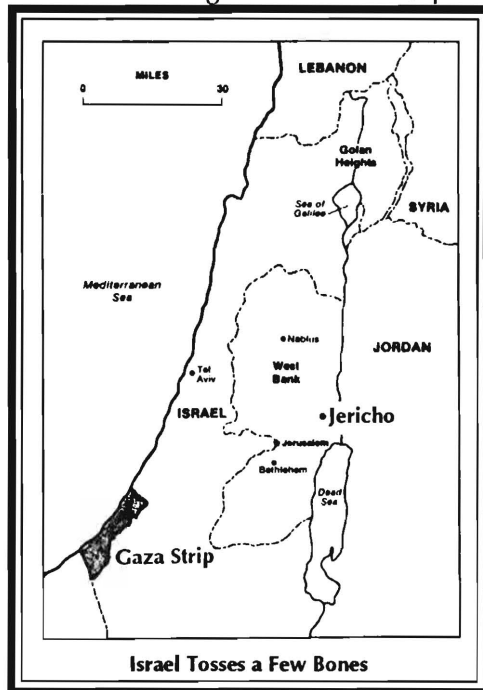 LEBANON
MILES
0 30
Golan
Heights
Sea of
Galilee
SYRIA
Mediterranean
Sea
Nablus
JORDAN
Tel
Aviv
West
Bank
ISRAEL
Jericho
Jerusalem
Bethlehem
Dead
Sea
Gaza Strip
Israel Tosses a Few Bones